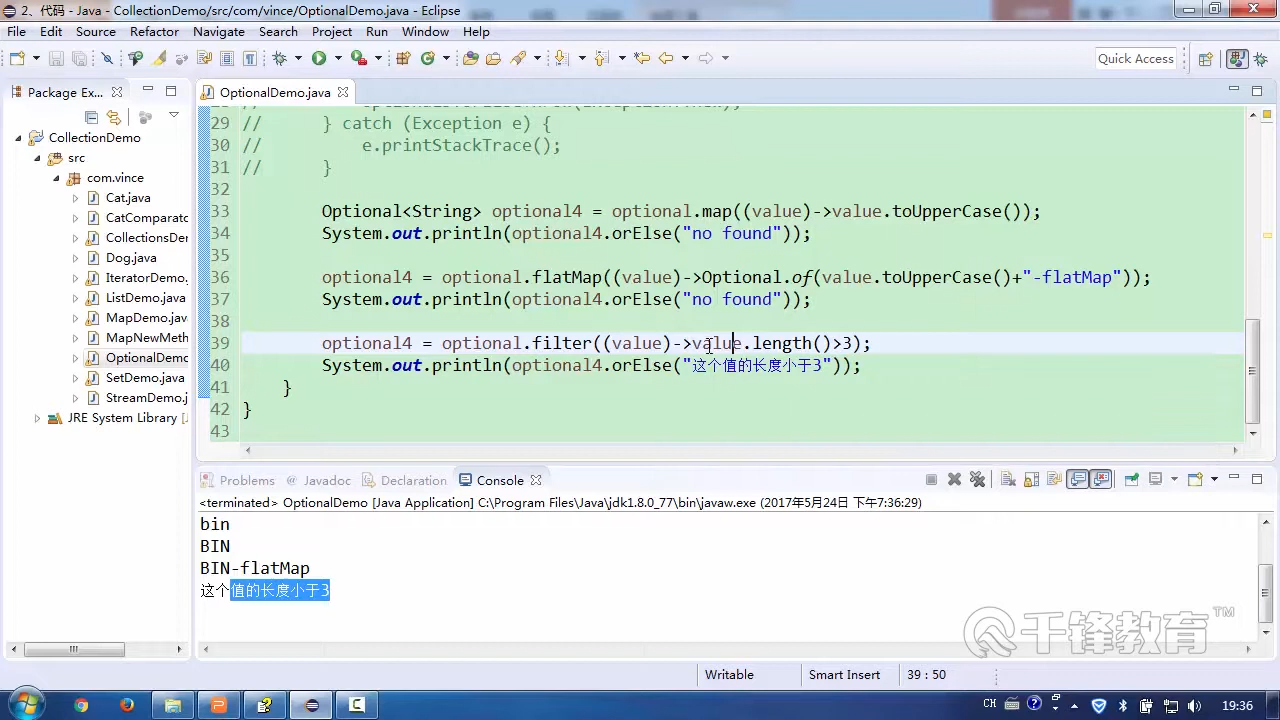 2、代码 - Java - CollectionDemo/src/com/vince/OptionalDemo.java - Eclipse
File Edit Source Refactor Navigate Search Project Run Window Help
Quick Access
Package Ex...
OptionalDemo.java
CollectionDemo
src
com.vince
Cat.java
CatComparato
CollectionsDer
Dog.java
IteratorDemo.
ListDemo.java
MapDemo.java
MapNewMeth
OptionalDemo
SetDemo.java
StreamDemo.j
JRE System Library [
29 // } catch (Exception e) {
30 // e.printStackTrace();
31 // }
32
33 Optional<String> optional4 = optional.map((value)->value.toUpperCase());
34 System.out.println(optional4.orElse("no found"));
35
36 optional4 = optional.flatMap((value)->Optional.of(value.toUpperCase()+"-flatMap"));
37 System.out.println(optional4.orElse("no found"));
38
39 optional4 = optional.filter((value)->value.length()>3);
40 System.out.println(optional4.orElse("这个值的长度小于3"));
41 }
42 }
43
Problems @ Javadoc Declaration Console
<terminated> OptionalDemo [Java Application] C:\Program Files\Java\jdk1.8.0_77\bin\javaw.exe (2017年5月24日 下午7:36:29)
bin
BIN
BIN-flatMap
这个值的长度小于3
千锋教育™
Writable Smart Insert 39 : 50
CH 19:36